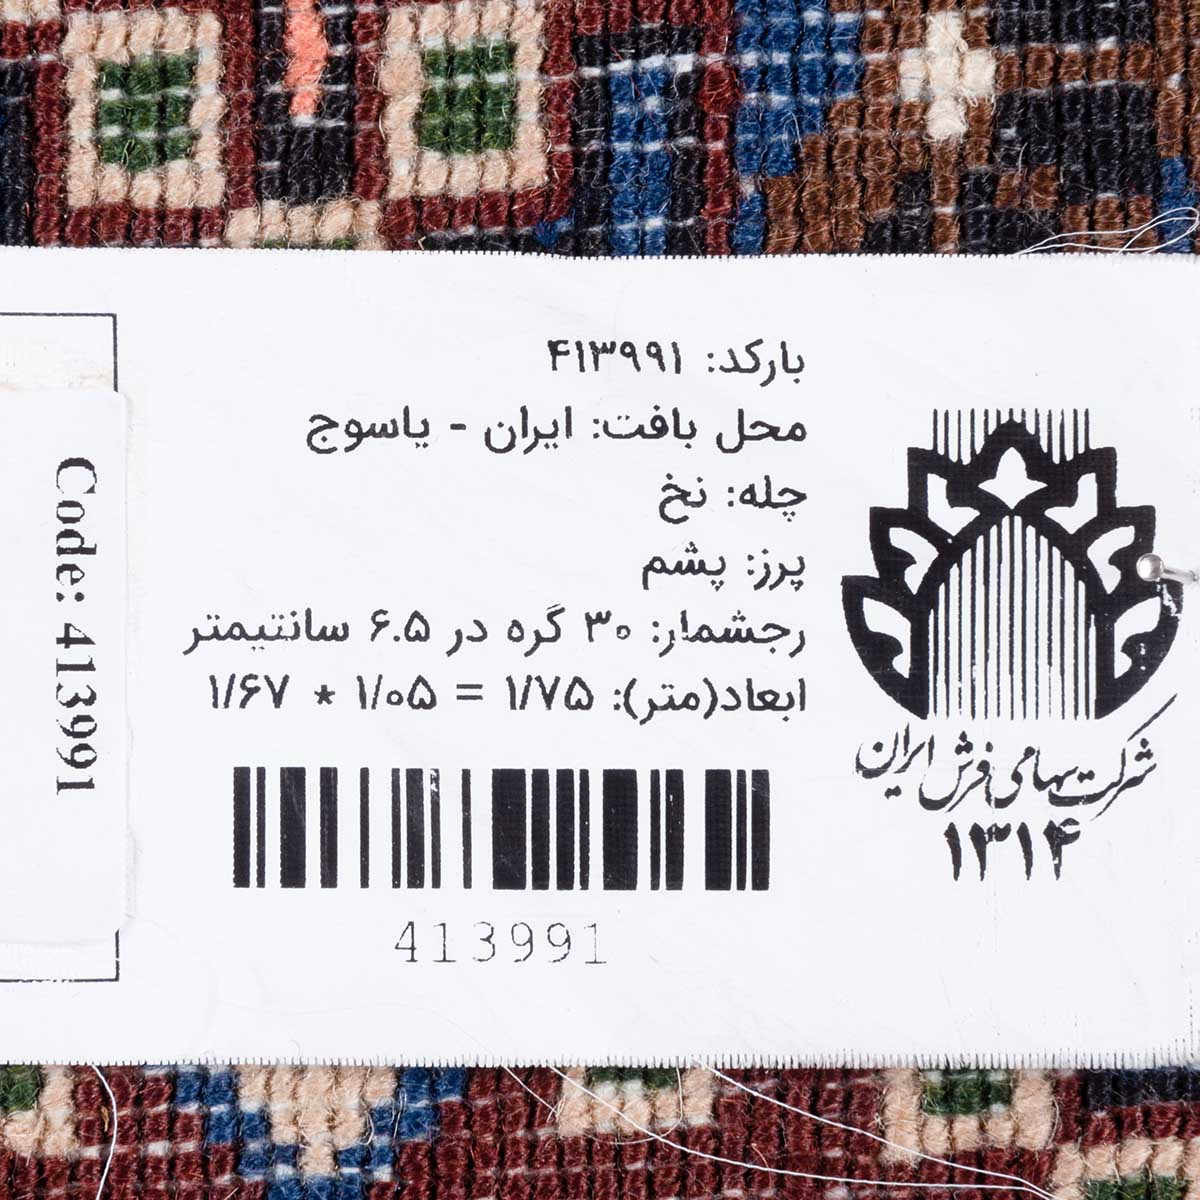 بارکد: ۴۱۳۹۹۱
محل بافت: ایران - یاسوج
چله: نخ
پرز: پشم
رجشمار: ۳۰ گره در ۶.۵ سانتیمتر
ابعاد(متر): ۱/۷۵ = ۱/۰۵ * ۱/۶۷
413991
شرکت سهامی فرش ایران
۱۳۱۴
Code: 413991